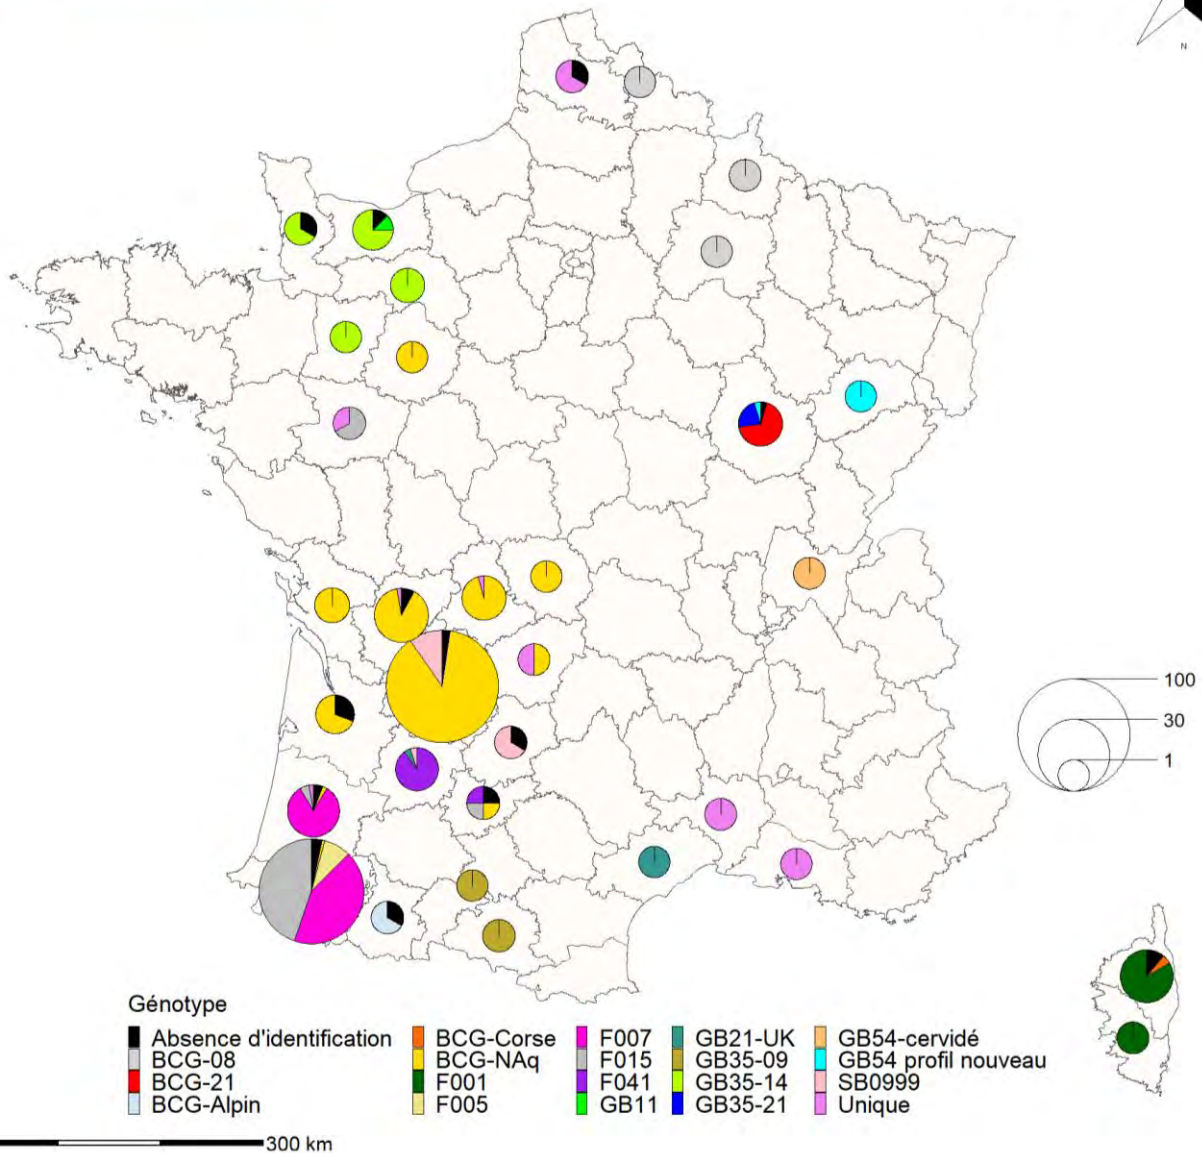 N
100
30
1
Génotype
Absence d'identification BCG-Corse F007 GB21-UK GB54-cervidé
BCG-08 BCG-NAq F015 GB35-09 GB54 profil nouveau
BCG-21 F001 F041 GB35-14 SB0999
BCG-Alpin F005 GB11 GB35-21 Unique
300 km